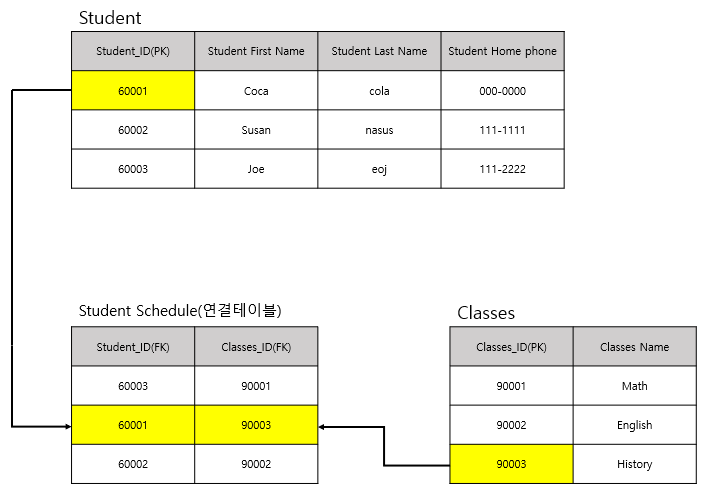 Student
Student_ID(PK) Student First Name Student Last Name Student Home phone
60001 Coca cola 000-0000
60002 Susan nasus 111-1111
60003 Joe eoj 111-2222
Student Schedule(연결테이블)
Student_ID(FK) Classes_ID(FK)
60003 90001
60001 90003
60002 90002
Classes
Classes_ID(PK) Classes Name
90001 Math
90002 English
90003 History